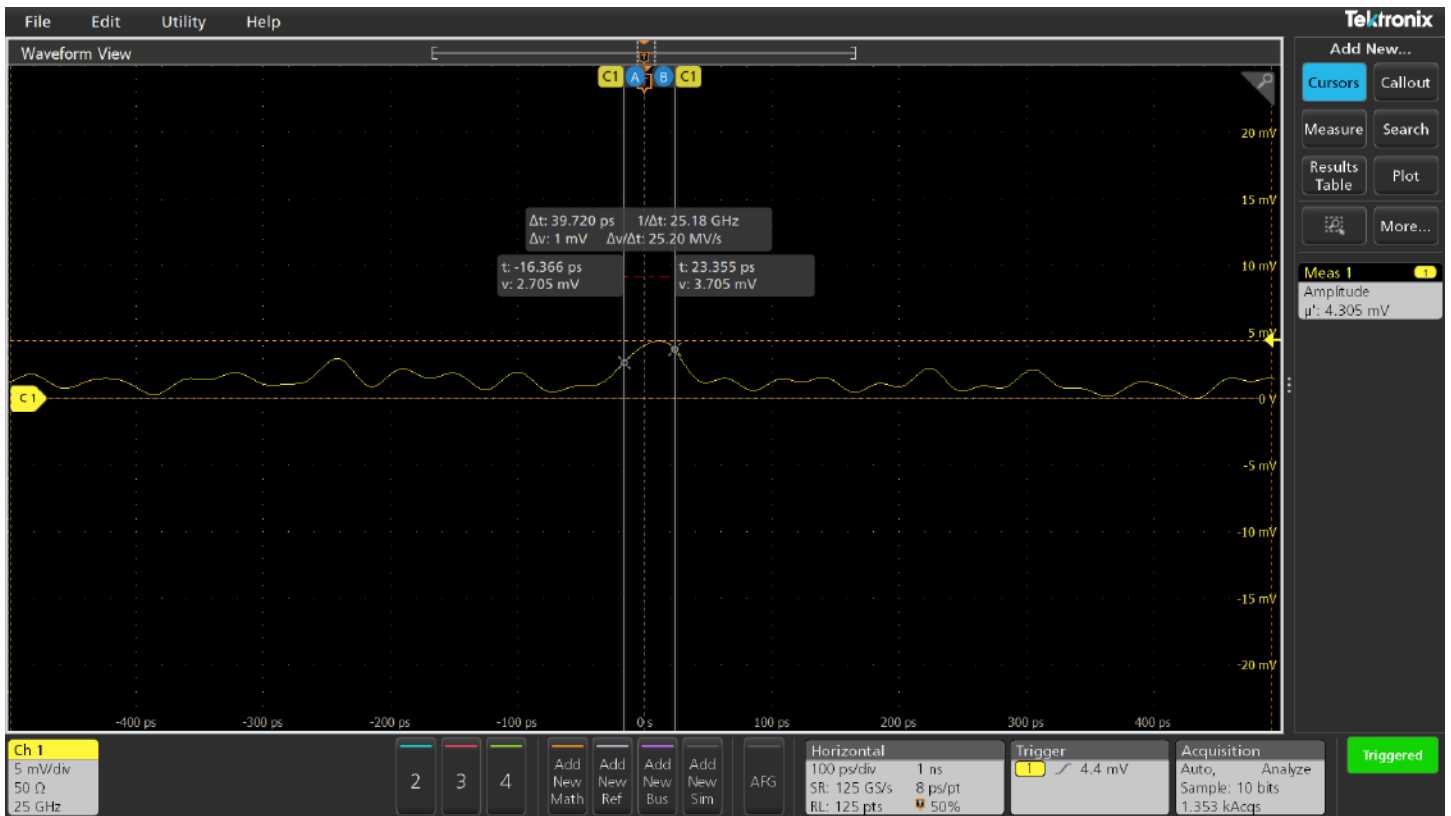 File Edit Utility Help
Tektronix
Waveform View
Add New...
C1 A B C1
Cursors Callout
20 mV
Measure Search
Results Table Plot
15 mV
Δt: 39.720 ps 1/Δt: 25.18 GHz
Δv: 1 mV Δv/Δt: 25.20 MV/s
More...
t: -16.366 ps t: 23.355 ps
v: 2.705 mV v: 3.705 mV
10 mV
Meas 1 1
Amplitude
µ': 4.305 mV
5 mV
C1
0 V
-5 mV
-10 mV
-15 mV
-20 mV
-400 ps -300 ps -200 ps -100 ps 0 s 100 ps 200 ps 300 ps 400 ps
Ch 1
5 mV/div
50 Ω
25 GHz
2 3 4
Add New Math
Add New Ref
Add New Bus
Add New Sim
AFG
Horizontal
100 ps/div 1 ns
SR: 125 GS/s 8 ps/pt
RL: 125 pts 50%
Trigger
1 4.4 mV
Acquisition
Auto, Analyze
Sample: 10 bits
1.353 kAcqs
Triggered